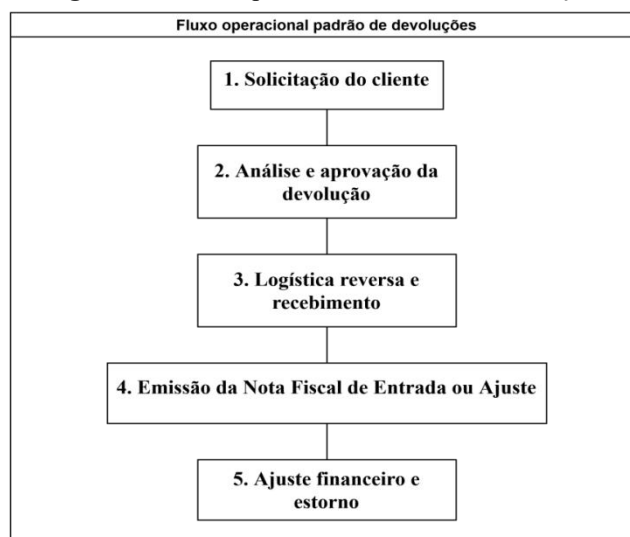 Fluxo operacional padrão de devoluções
1. Solicitação do cliente
2. Análise e aprovação da
devolução
3. Logística reversa e
recebimento
4. Emissão da Nota Fiscal de Entrada ou Ajuste
5. Ajuste financeiro e
estorno